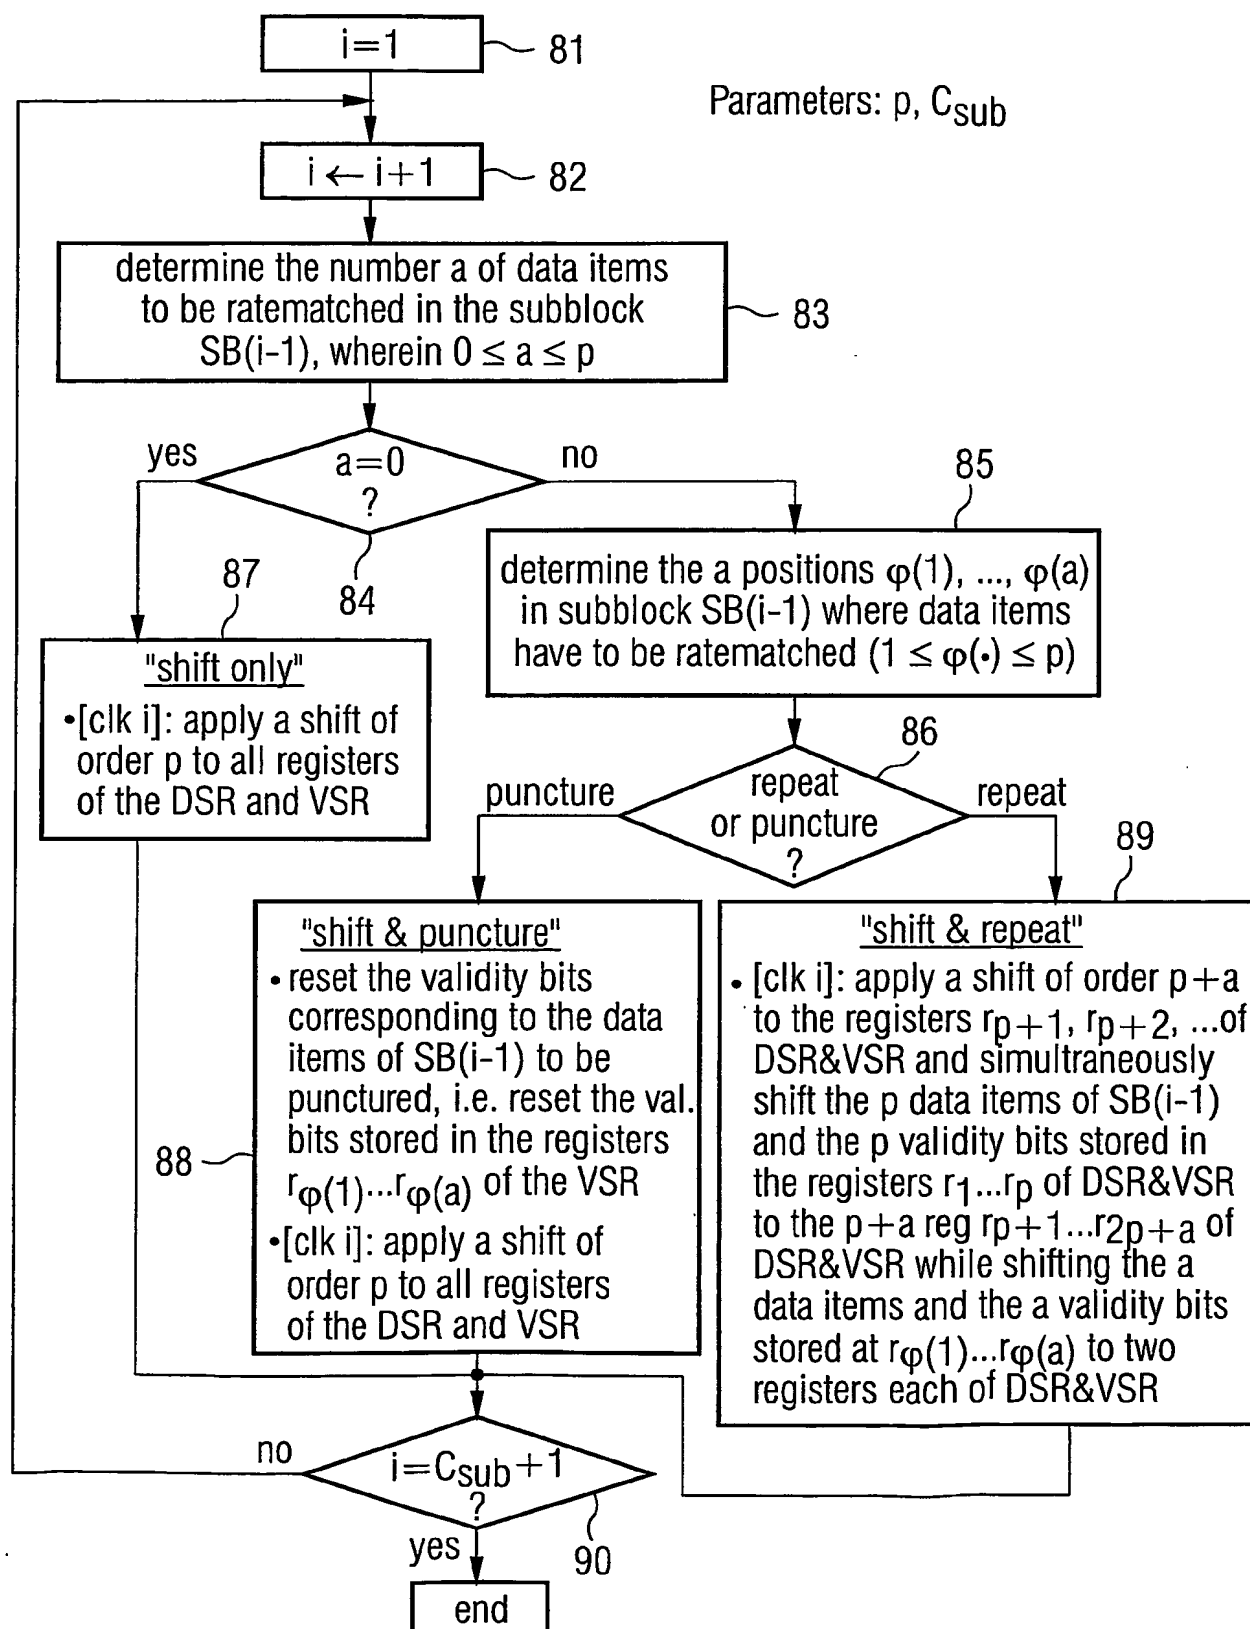 i=1
81
Parameters: p, Csub
i ← i+1
82
determine the number a of data items
to be ratematched in the subblock
SB(i-1), wherein 0 ≤ a ≤ p
83
yes
a=0
?
no
84
85
determine the a positions φ(1), ..., φ(a)
in subblock SB(i-1) where data items
have to be ratematched (1 ≤ φ(•) ≤ p)
87
"shift only"
•[clk i]: apply a shift of
order p to all registers
of the DSR and VSR
86
puncture
repeat
or puncture
?
repeat
89
"shift & puncture"
• reset the validity bits
corresponding to the data
items of SB(i-1) to be
punctured, i.e. reset the val.
bits stored in the registers
rφ(1)...rφ(a) of the VSR
•[clk i]: apply a shift of
order p to all registers
of the DSR and VSR
88
"shift & repeat"
• [clk i]: apply a shift of order p+a
to the registers rp+1, rp+2, ...of
DSR&VSR and simultraneously
shift the p data items of SB(i-1)
and the p validity bits stored in
the registers r1...rp of DSR&VSR
to the p+a reg rp+1...r2p+a of
DSR&VSR while shifting the a
data items and the a validity bits
stored at rφ(1)...rφ(a) to two
registers each of DSR&VSR
no
i=Csub+1
?
90
yes
end